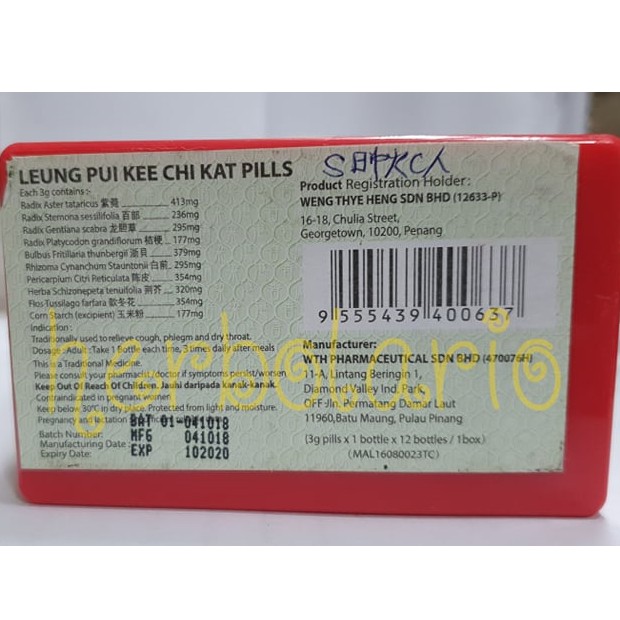 LEUNG PUI KEE CHI KAT PILLS
Each 3g contains :-
Radix Aster tataricus 紫菀 413mg
Radix Stemona sessilifolia 百部 236mg
Radix Gentiana scabra 龙胆草 295mg
Radix Platycodon grandiflorum 桔梗 177mg
Bulbus Fritillaria thunbergii 浙贝 379mg
Rhizoma Cynanchum Stauntonii 白前 295mg
Pericarpium Citri Reticulata 陈皮 354mg
Herba Schizonepeta tenuifolia 荆芥 320mg
Flos Tussilago farfara 款冬花 354mg
Corn Starch (excipient) 玉米粉 177mg
Indication :
Traditionally used to relieve cough, phlegm and dry throat.
Dosage : Adult : Take 1 bottle each time, 3 times daily after meals
This is a Traditional Medicine.
Please consult your pharmacist/doctor if symptoms persist/worsen
Keep Out Of Reach Of Children. Jauhi daripada kanak-kanak.
Contraindicated in pregnant women
Keep below 30°C in dry place. Protected from light and moisture.
Pregnancy and lactation
BAT 01-041018
Batch Number:
MFG 041018
Manufacturing Date:
EXP 102020
Expiry Date:
Product Registration Holder :
WENG THYE HENG SDN BHD (12633-P)
16-18, Chulia Street,
Georgetown, 10200, Penang
9 555439 400637
Manufacturer:
WTH PHARMACEUTICAL SDN BHD (470076H)
11-A, Lintang Beringin 1,
Diamond Valley Ind. Park,
OFF Jln. Permatang Damar Laut
11960, Batu Maung, Pulau Pinang
(3g pills x 1 bottle x 12 bottles / 1box)
(MAL16080023TC)
herbolario